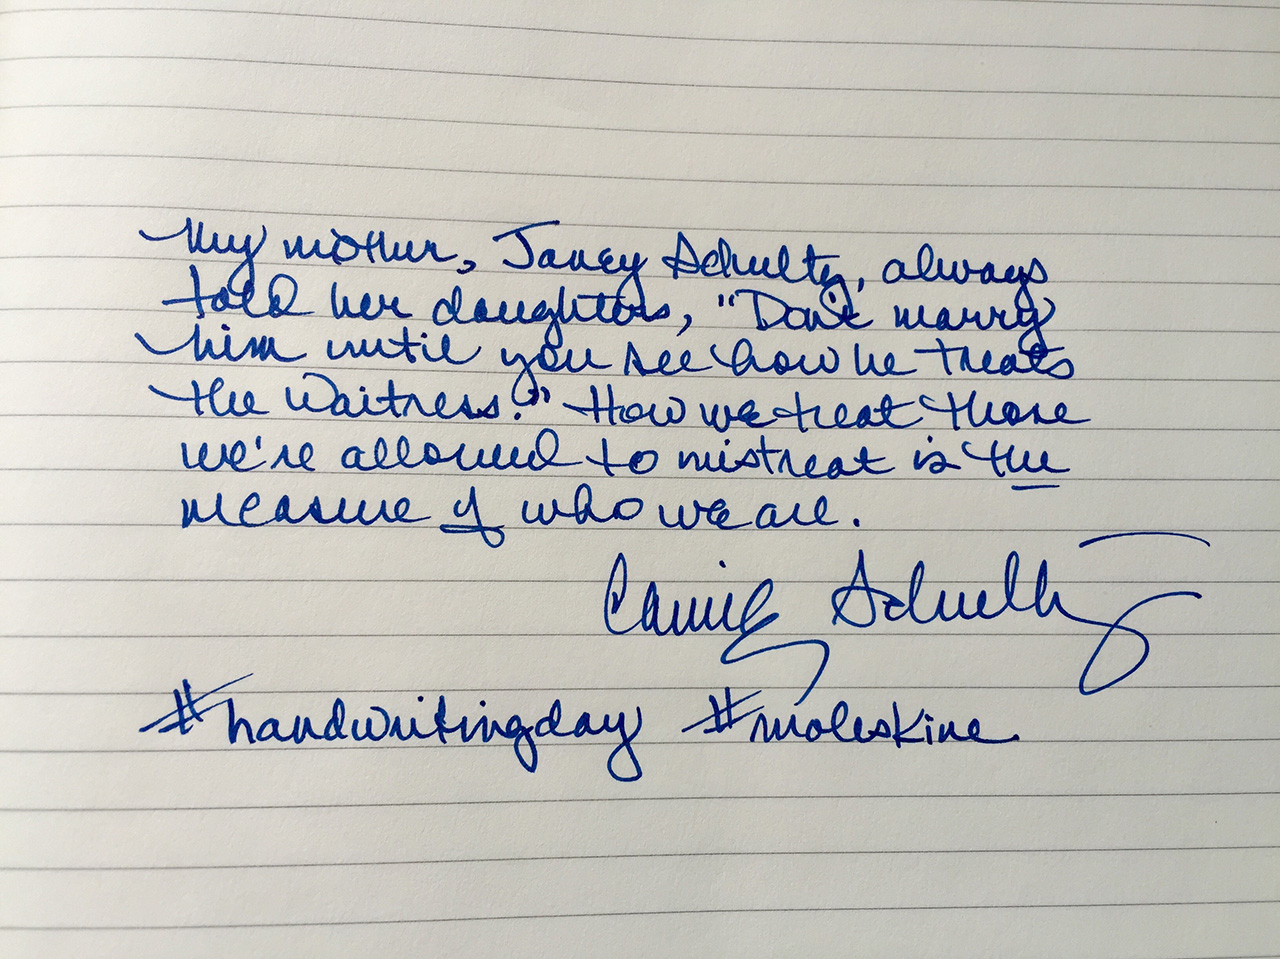 My mother, Janey Schultz, always
told her daughters, "Don't marry
him until you see how he treats
the waitress." How we treat those
we're allowed to mistreat is the
measure of who we are.
Connie Schultz
#handwritingday #moleskine